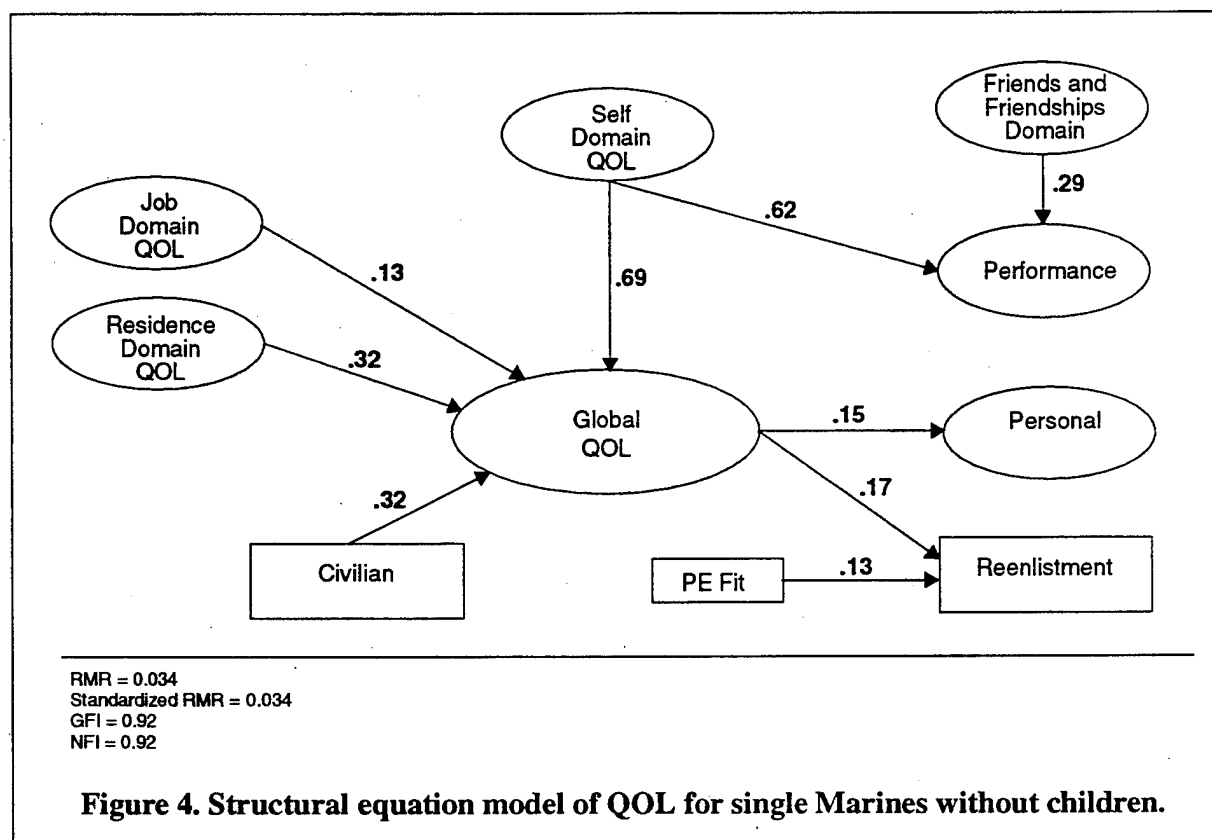 Friends and
Friendships
Domain
Self
Domain
QOL
.29
Job
Domain
QOL
.62
Performance
.13
.69
Residence
Domain
QOL
.32
Global
QOL
.15
Personal
.17
.32
Civilian
PE Fit
.13
Reenlistment
RMR = 0.034
Standardized RMR = 0.034
GFI = 0.92
NFI = 0.92
Figure 4. Structural equation model of QOL for single Marines without children.